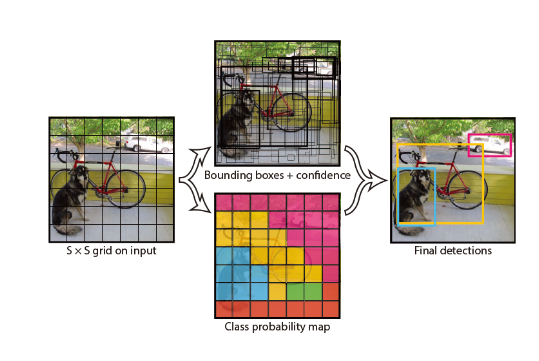 Bounding boxes + confidence
S × S grid on input
Final detections
Class probability map